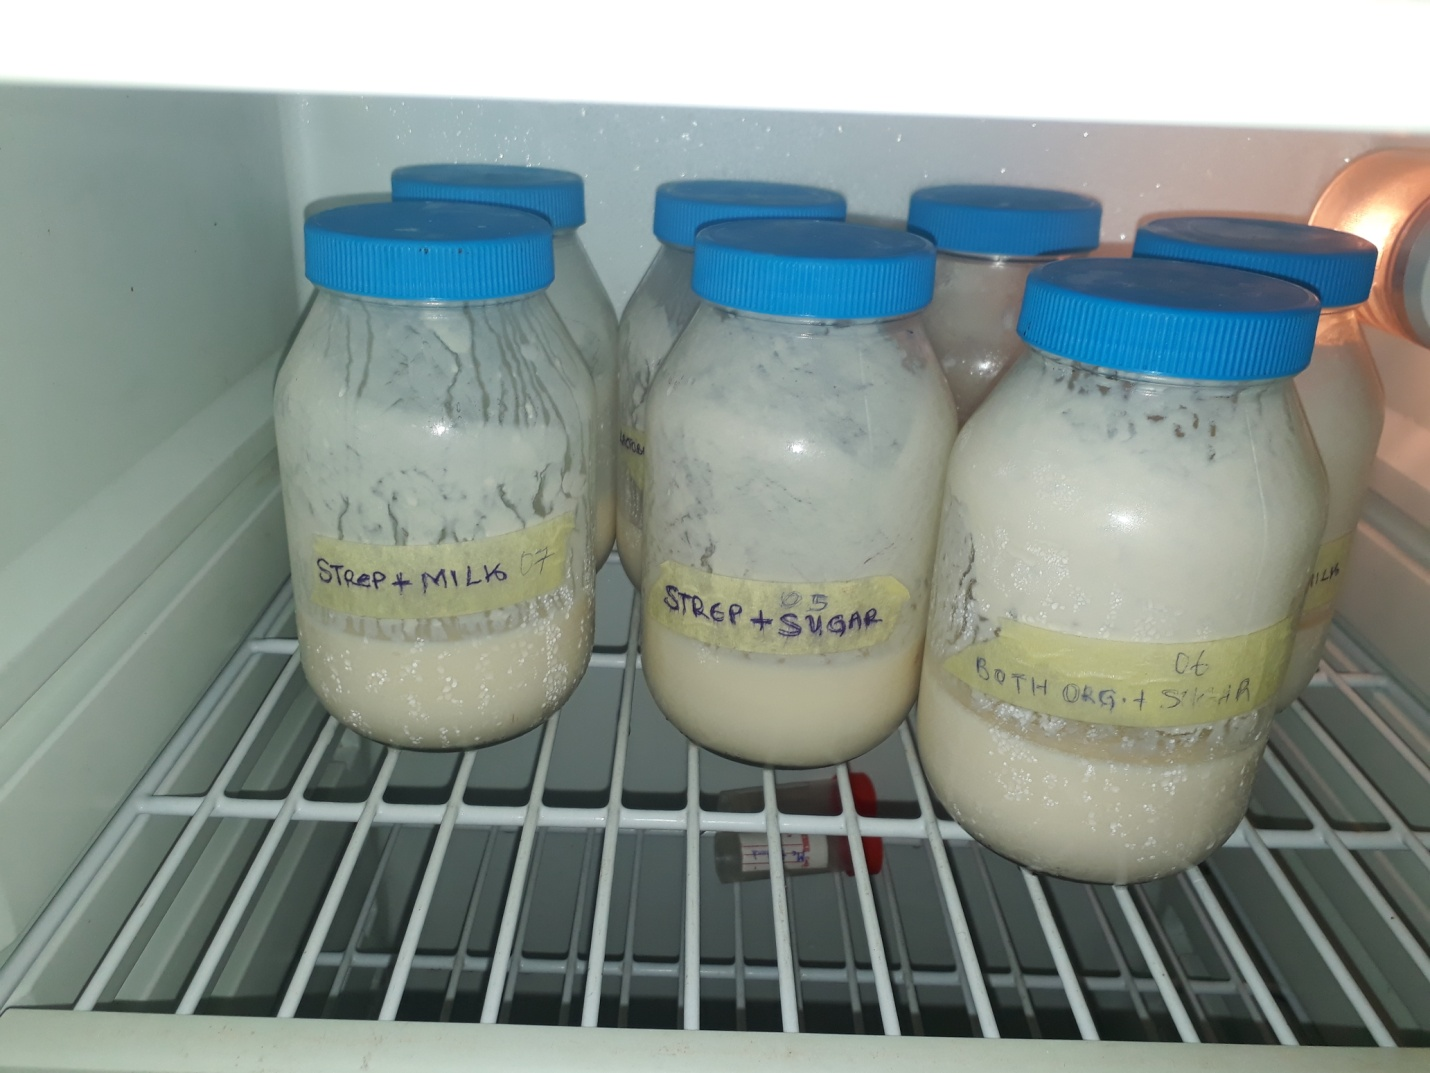 STREP + MILK 07
05
STREP + SUGAR
06
BOTH ORG. + SUGAR
MILK